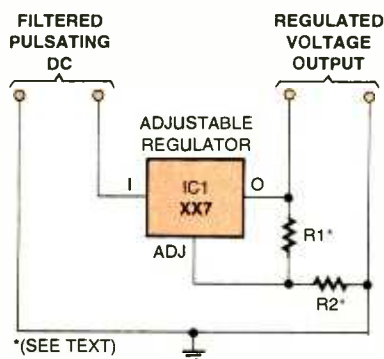 FILTERED
PULSATING
DC
REGULATED
VOLTAGE
OUTPUT
ADJUSTABLE
REGULATOR
I
IC1
XX7
O
ADJ
R1*
R2*
*(SEE TEXT)